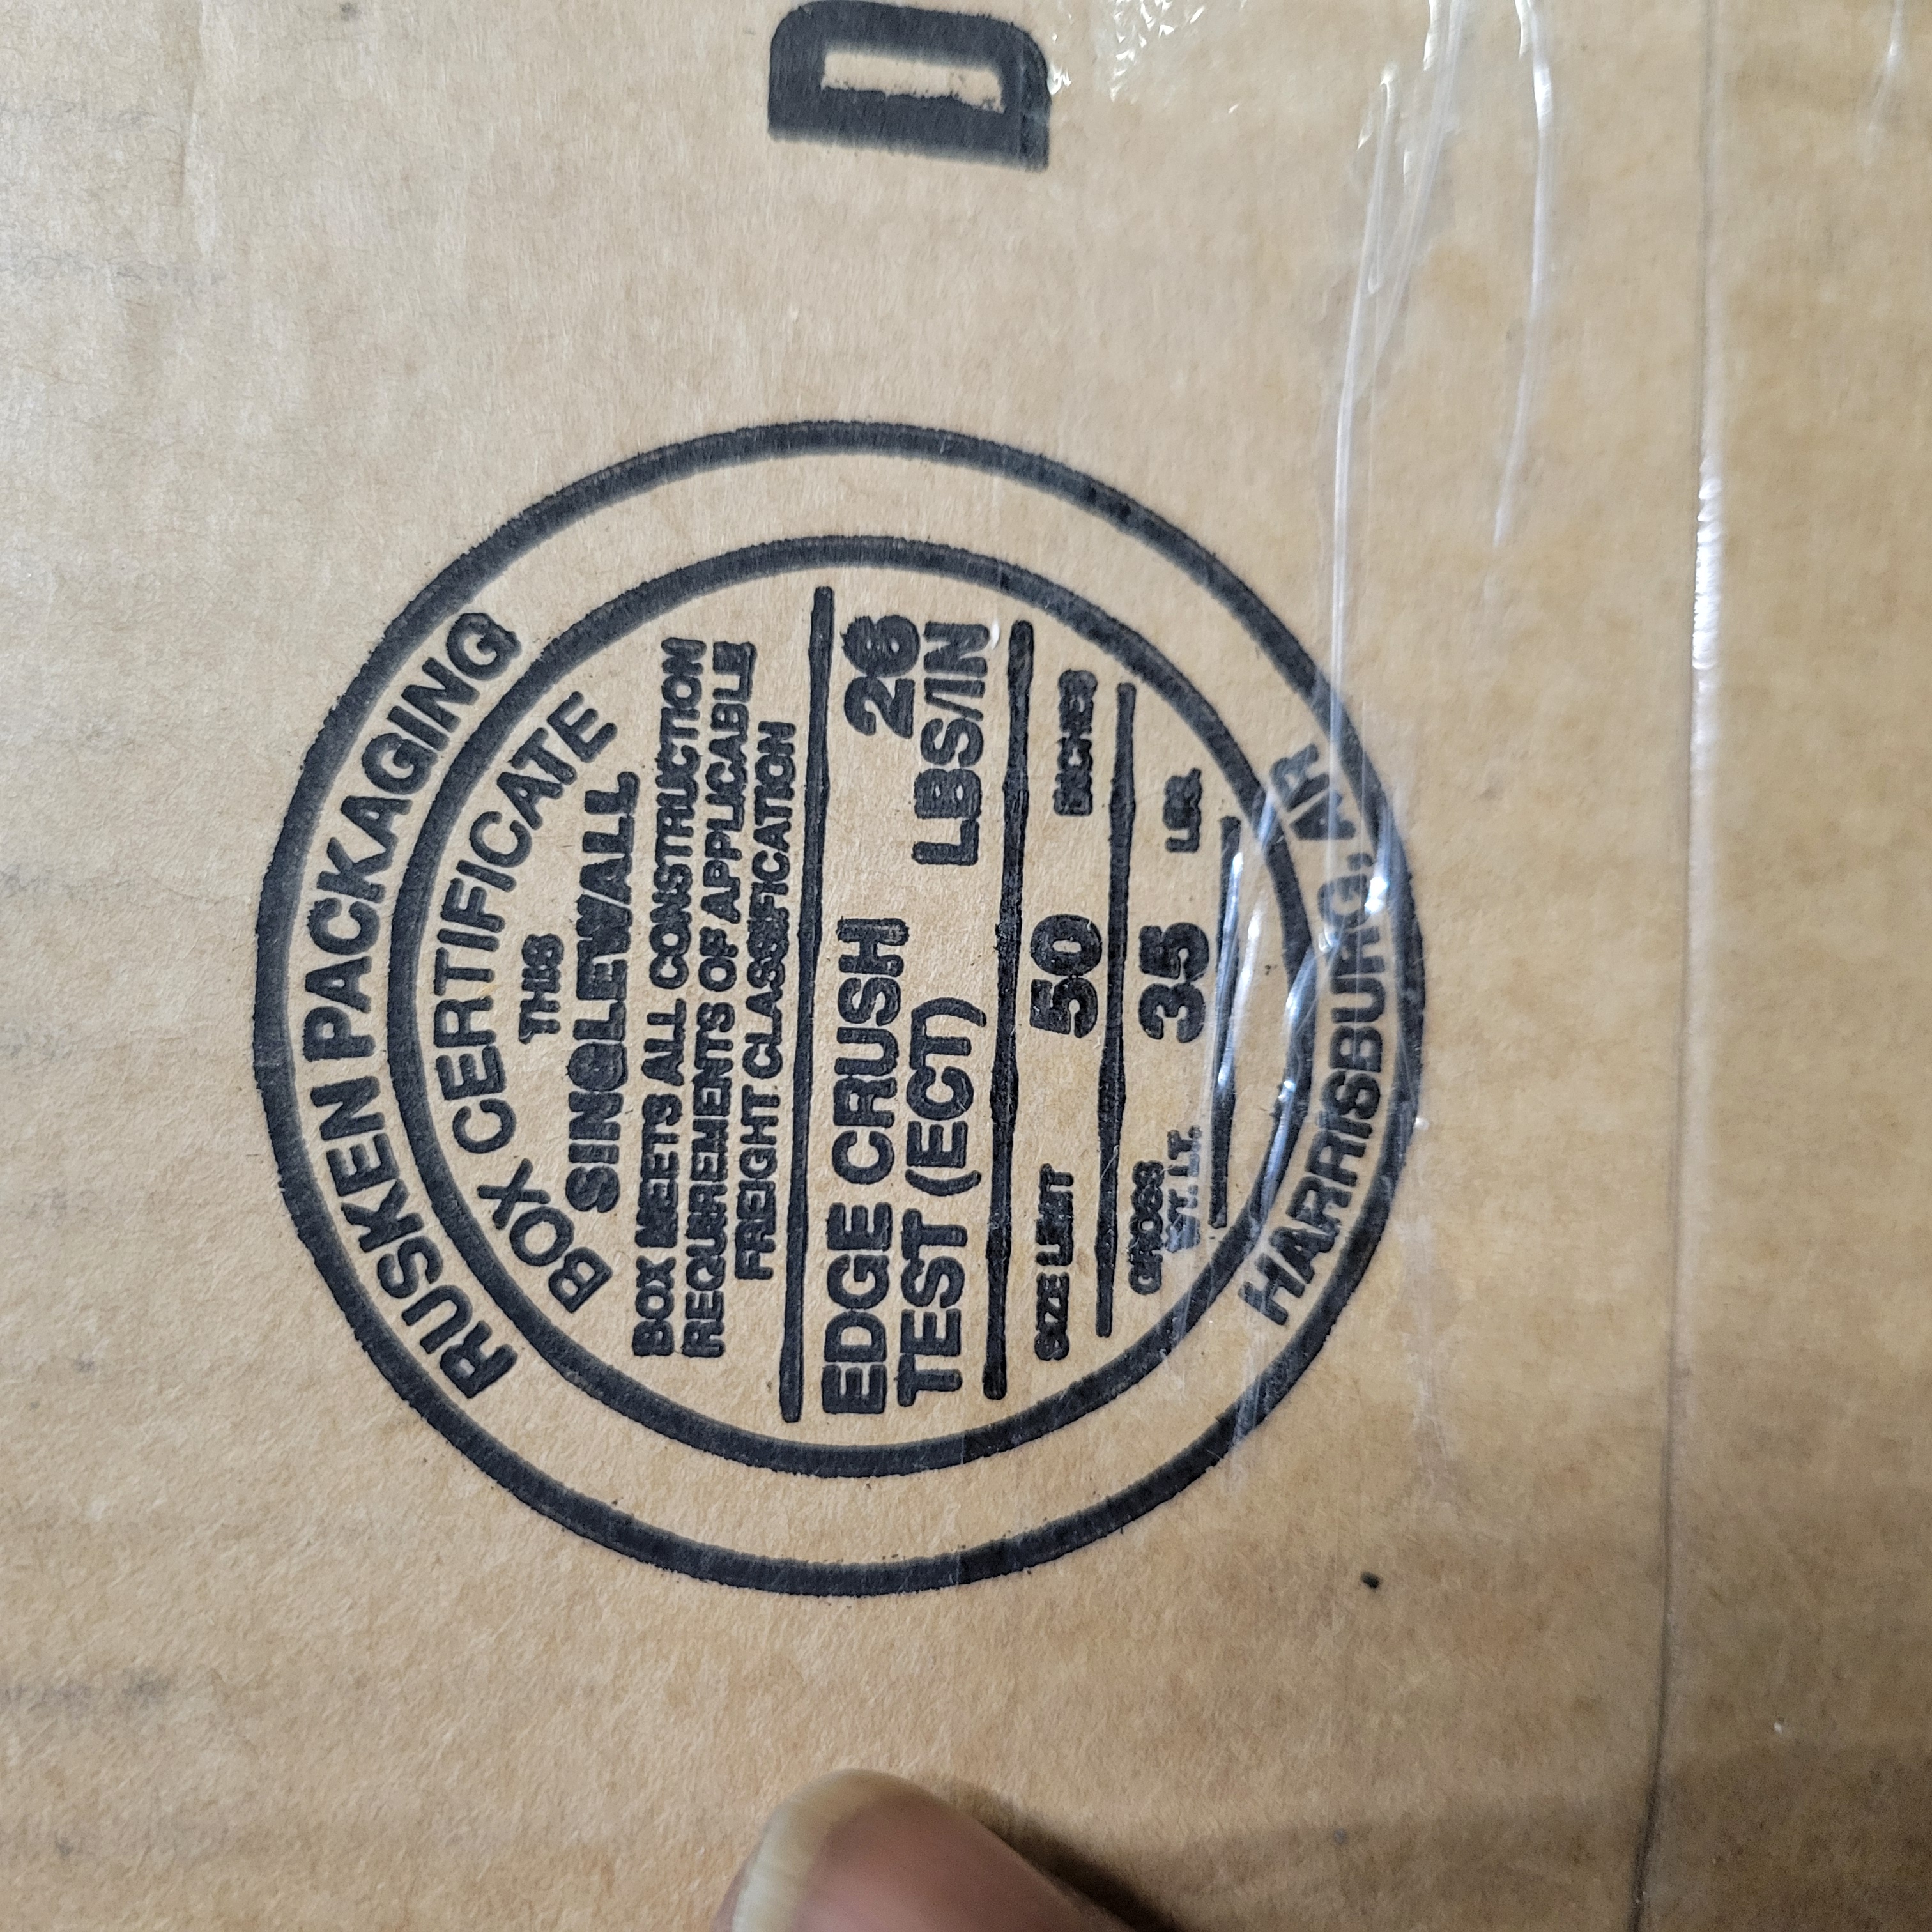 D
RUSKEN PACKAGING
BOX CERTIFICATE
THIS
SINGLEWALL
BOX MEETS ALL CONSTRUCTION
REQUIREMENTS OF APPLICABLE
FREIGHT CLASSIFICATION
EDGE CRUSH 26
TEST (ECT) LBS/IN
SIZE LIMIT 50 INCHES
GROSS 35 LBS.
WT. LT.
HARRISBURG, AR